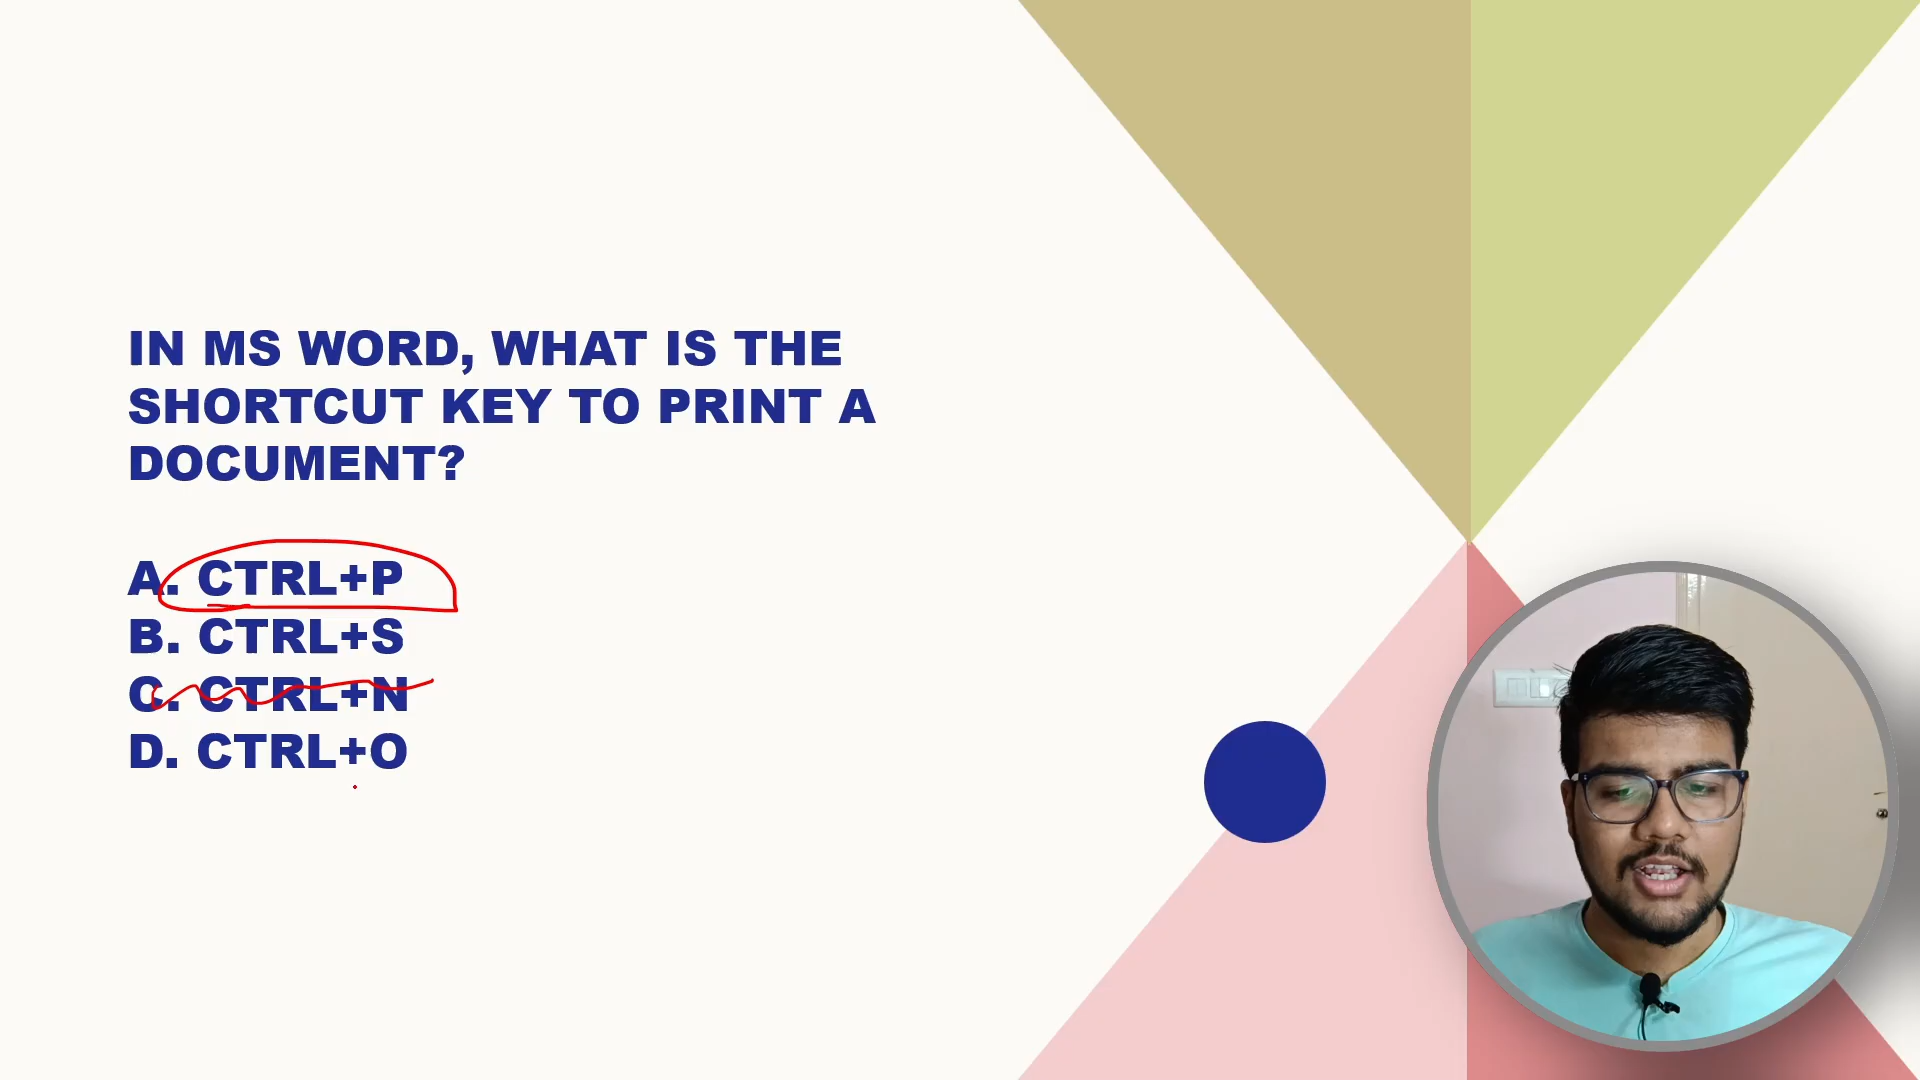 IN MS WORD, WHAT IS THE
SHORTCUT KEY TO PRINT A
DOCUMENT?
A. CTRL+P
B. CTRL+S
C. CTRL+N
D. CTRL+O